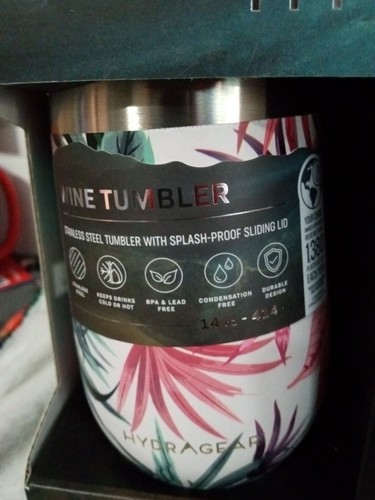 WINE TUMBLER
STAINLESS STEEL TUMBLER WITH SPLASH-PROOF SLIDING LID
KEEPS DRINKS
COLD OR HOT
BPA & LEAD
FREE
CONDENSATION
FREE
DURABLE
DESIGN
HYDRAGEAR